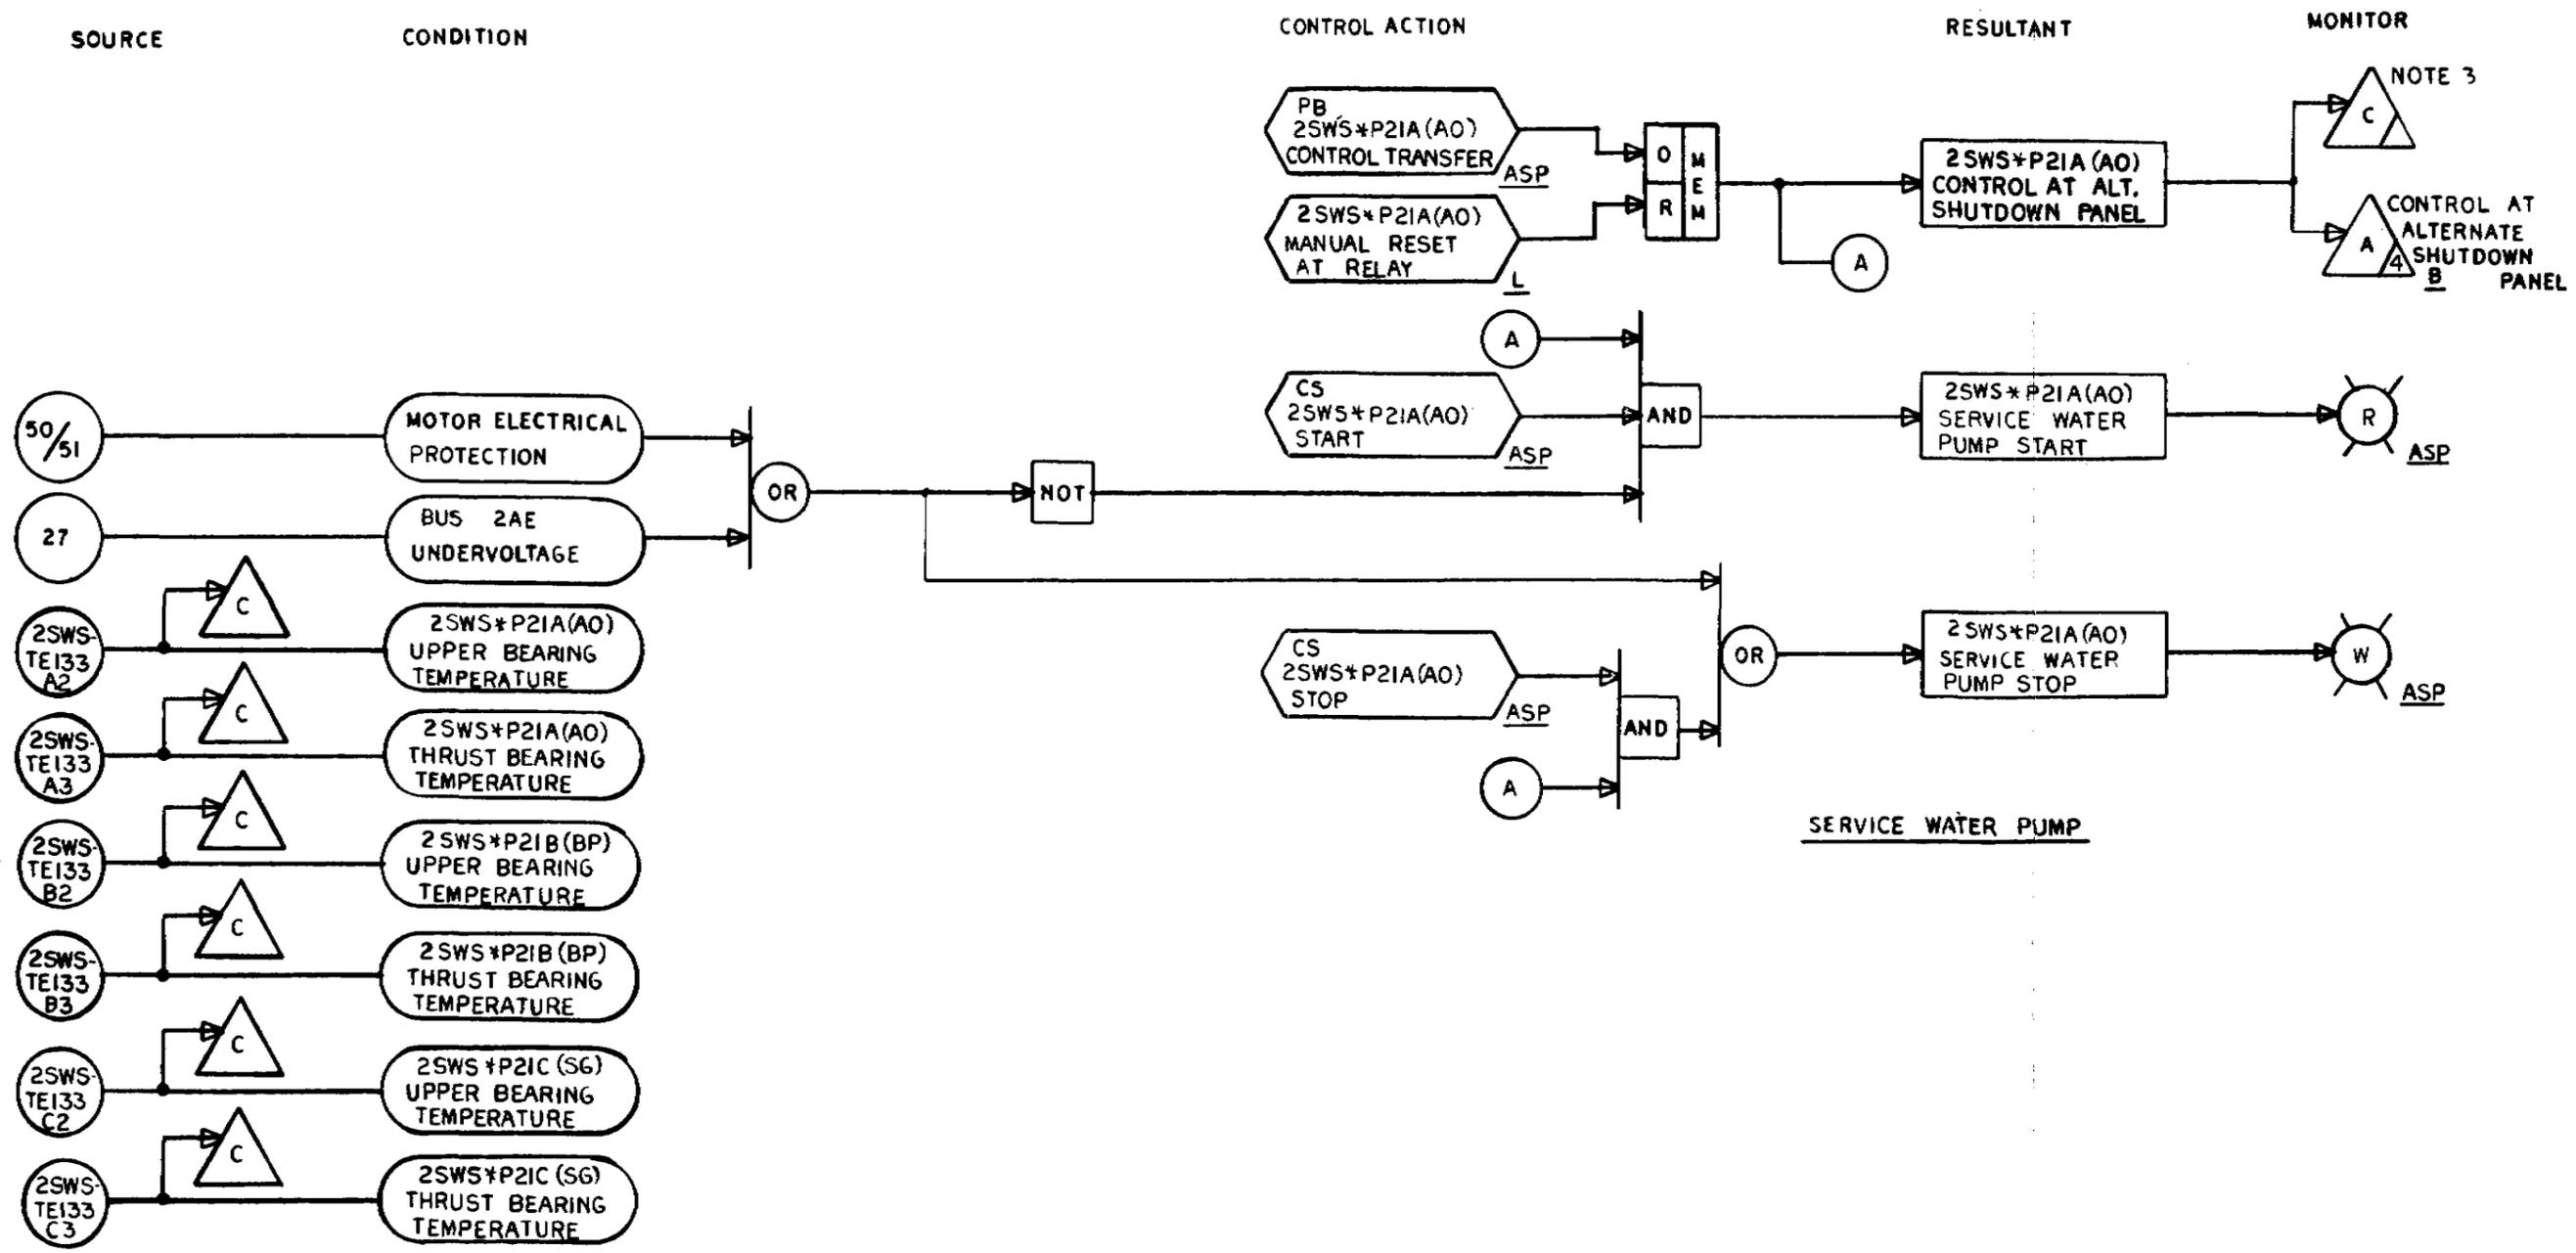 SOURCE
CONDITION
CONTROL ACTION
RESULTANT
MONITOR
PB
2SWS*P21A(AO)
CONTROL TRANSFER
ASP
2SWS*P21A(AO)
MANUAL RESET
AT RELAY
L
O
R
MEM
A
2SWS*P21A(AO)
CONTROL AT ALT.
SHUTDOWN PANEL
C
NOTE 3
A
4
B
CONTROL AT
ALTERNATE
SHUTDOWN
PANEL
A
CS
2SWS*P21A(AO)
START
ASP
AND
2SWS*P21A(AO)
SERVICE WATER
PUMP START
R
ASP
50/51
MOTOR ELECTRICAL
PROTECTION
27
BUS 2AE
UNDERVOLTAGE
OR
NOT
CS
2SWS*P21A(AO)
STOP
ASP
A
AND
OR
2SWS*P21A(AO)
SERVICE WATER
PUMP STOP
W
ASP
SERVICE WATER PUMP
C
2SWS-
TE133
A2
2SWS*P21A(AO)
UPPER BEARING
TEMPERATURE
C
2SWS-
TE133
A3
2SWS*P21A(AO)
THRUST BEARING
TEMPERATURE
C
2SWS-
TE133
B2
2SWS*P21B(BP)
UPPER BEARING
TEMPERATURE
C
2SWS-
TE133
B3
2SWS*P21B(BP)
THRUST BEARING
TEMPERATURE
C
2SWS-
TE133
C2
2SWS*P21C(SG)
UPPER BEARING
TEMPERATURE
C
2SWS-
TE133
C3
2SWS*P21C(SG)
THRUST BEARING
TEMPERATURE